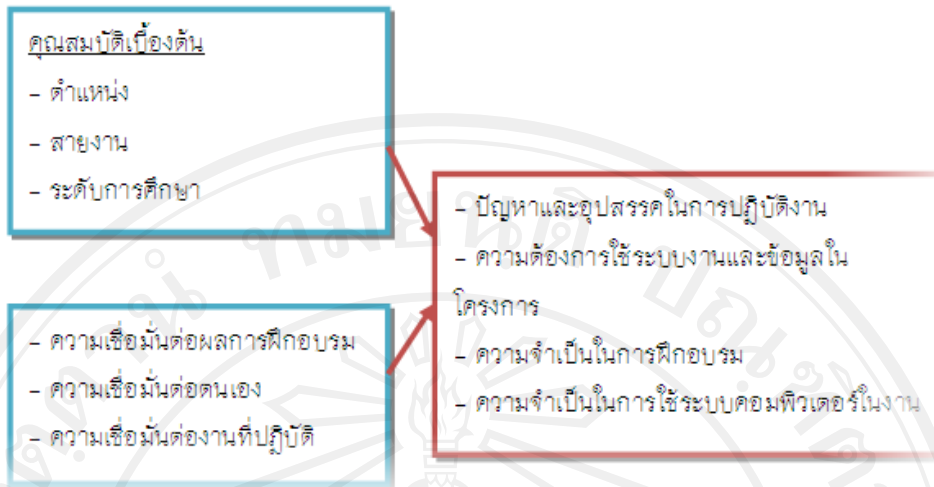 คุณสมบัติเบื้องต้น
- ตำแหน่ง
- สายงาน
- ระดับการศึกษา
- ปัญหาและอุปสรรคในการปฏิบัติงาน
- ความต้องการใช้ระบบงานและข้อมูลใน
โครงการ
- ความจำเป็นในการฝึกอบรม
- ความจำเป็นในการใช้ระบบคอมพิวเตอร์ในงาน
- ความเชื่อมั่นต่อผลการฝึกอบรม
- ความเชื่อมั่นต่อตนเอง
- ความเชื่อมั่นต่องานที่ปฏิบัติ